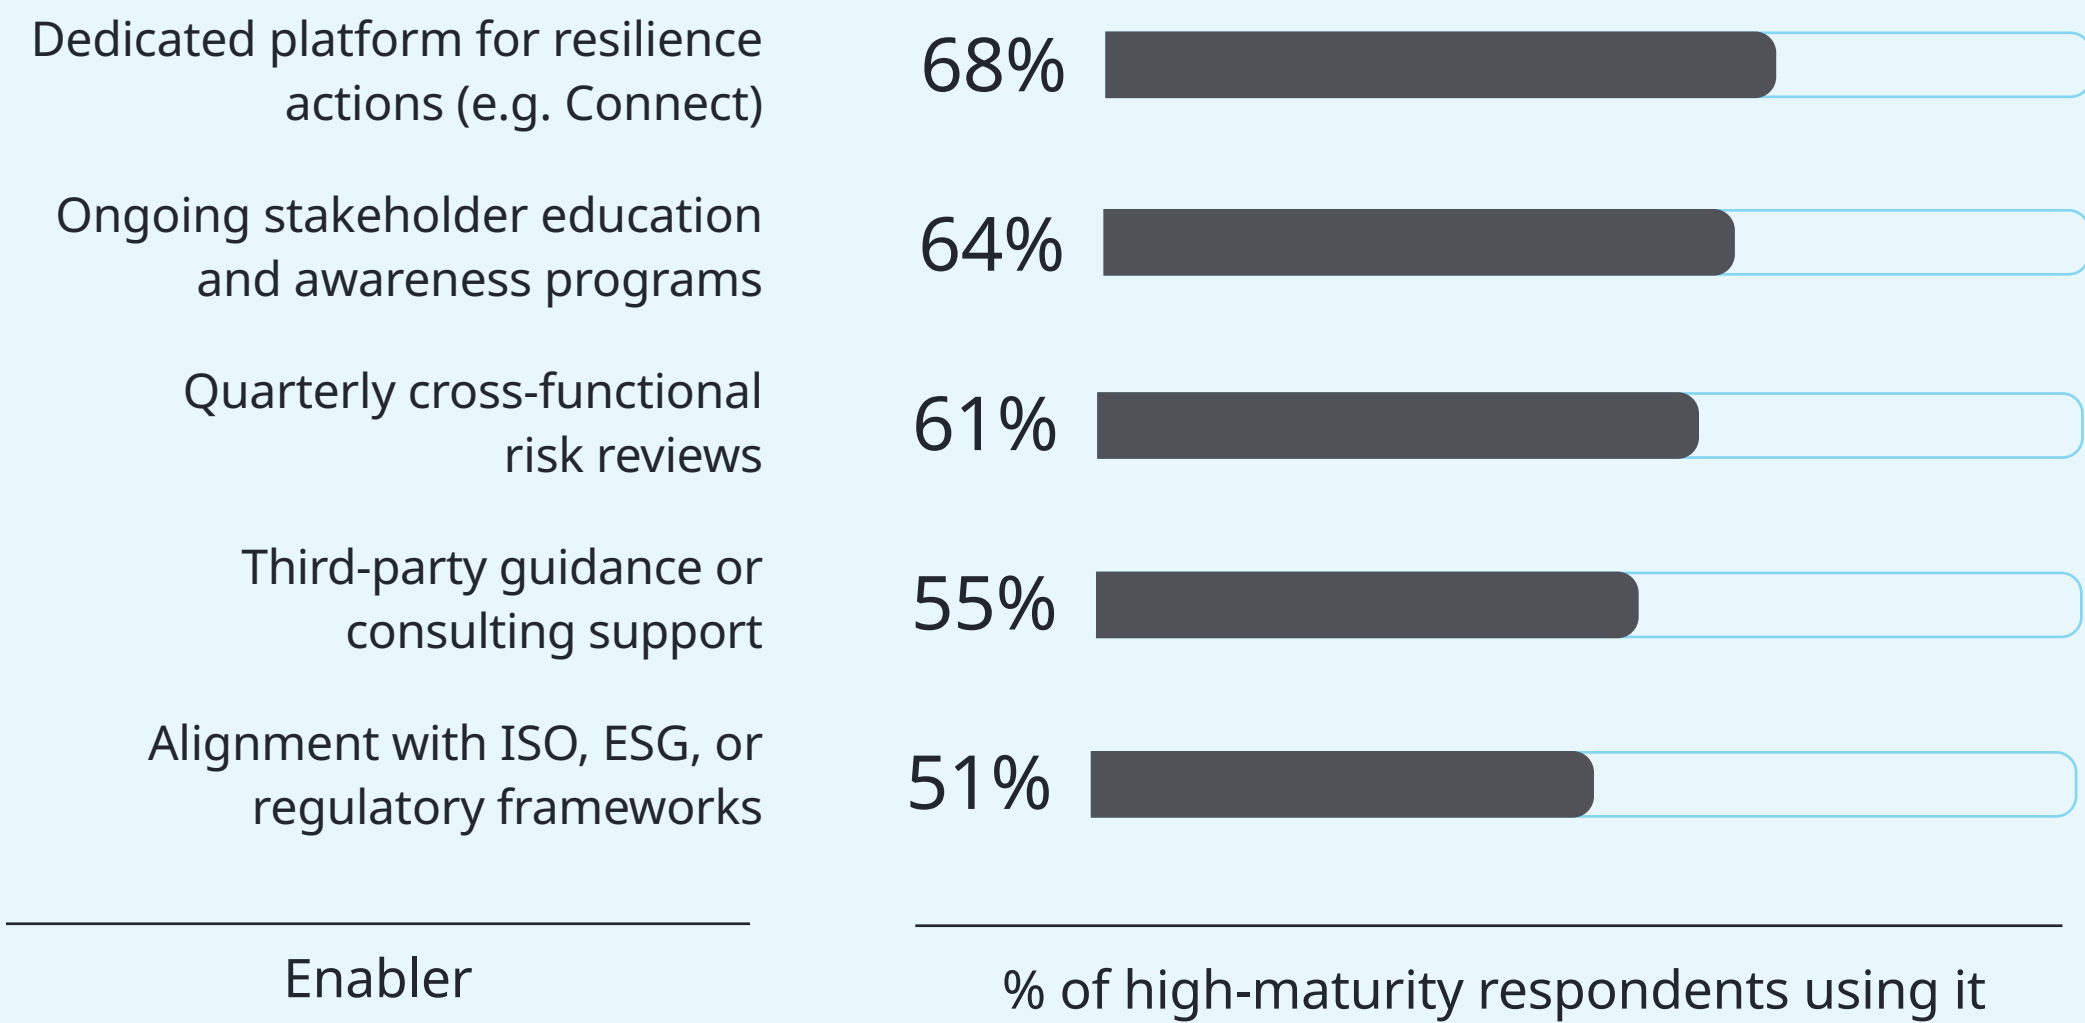 Dedicated platform for resilience
actions (e.g. Connect)
68%
Ongoing stakeholder education
and awareness programs
64%
Quarterly cross-functional
risk reviews
61%
Third-party guidance or
consulting support
55%
Alignment with ISO, ESG, or
regulatory frameworks
51%
Enabler
% of high-maturity respondents using it